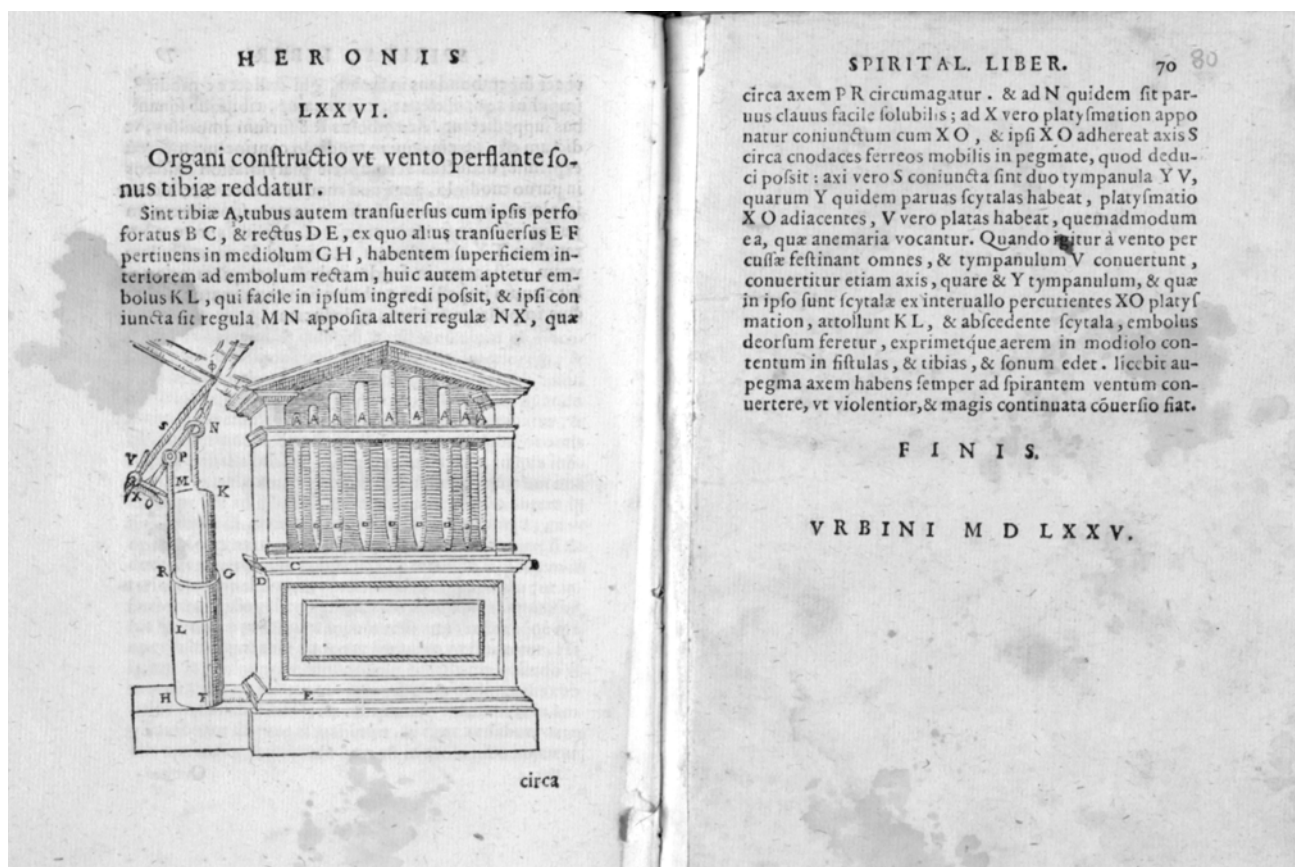 HERONIS
LXXVI.
Organi conſtructio vt vento perflante ſo-
nus tibiæ reddatur.
Sint tibiæ A, tubus autem tranſuerſus cum ipſis perfo
foratus B C, & rectus D E, ex quo alius tranſuerſus E F
pertinens in mediolum G H, habentem ſuperficiem in-
teriorem ad embolum rectam, huic autem aptetur em-
bolus K L, qui facile in ipſum ingredi poſsit, & ipſi con
iuncta ſit regula M N appoſita alteri regulæ N X, quæ
A A A A A A A
S N
V P
M K
X O
R G
D C B
L
H F E
circa
SPIRITAL. LIBER. 70 80
circa axem P R circumagatur. & ad N quidem ſit par-
uus clauus facile ſolubilis; ad X vero platyſmation appo
natur coniunctum cum X O, & ipſi X O adhereat axis S
circa cnodaces ferreos mobilis in pegmate, quod dedu-
ci poſsit: axi vero S coniuncta ſint duo tympanula Y V,
quarum Y quidem paruas ſcytalas habeat, platyſmatio
X O adiacentes, V vero platas habeat, quemadmodum
ea, quæ anemaria vocantur. Quando igitur à vento per
cuſſæ feſtinant omnes, & tympanulum V conuertunt,
conuertitur etiam axis, quare & Y tympanulum, & quæ
in ipſo ſunt ſcytalæ ex interuallo percutientes XO platyſ
mation, attollunt K L, & abſcedente ſcytala, embolus
deorſum feretur, exprimetque aerem in modiolo con-
tentum in fiſtulas, & tibias, & ſonum edet. licebit au-
pegma axem habens ſemper ad ſpirantem ventum con-
uertere, vt violentior, & magis continuata cōuerſio fiat.
FINIS.
VRBINI MDLXXV.